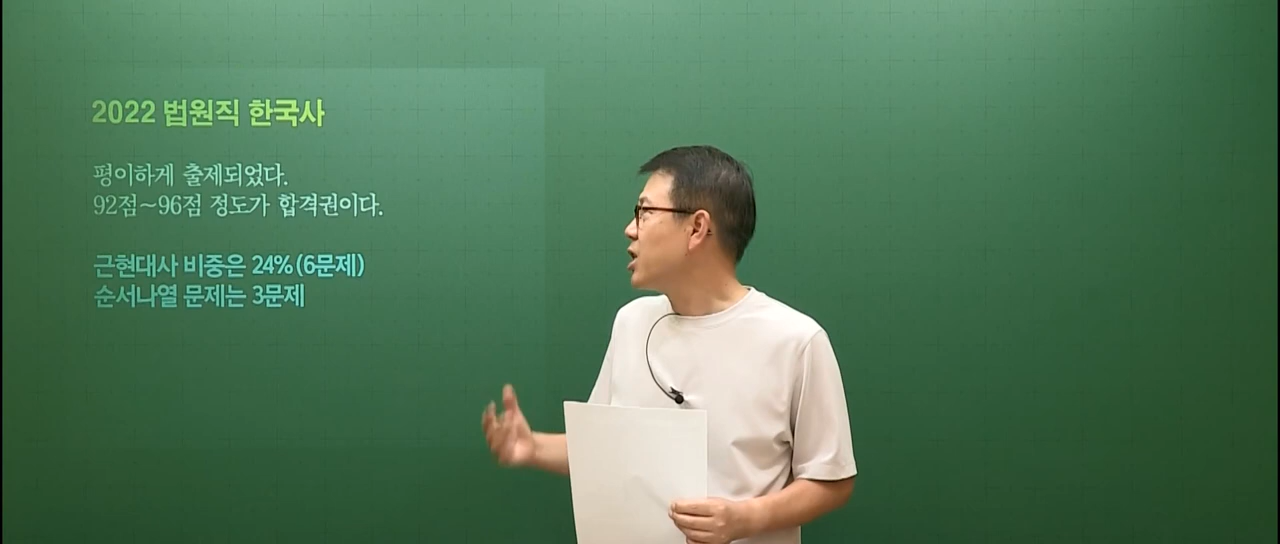 2022 법원직 한국사
평이하게 출제되었다.
92점~96점 정도가 합격권이다.
근현대사 비중은 24%(6문제)
순서나열 문제는 3문제